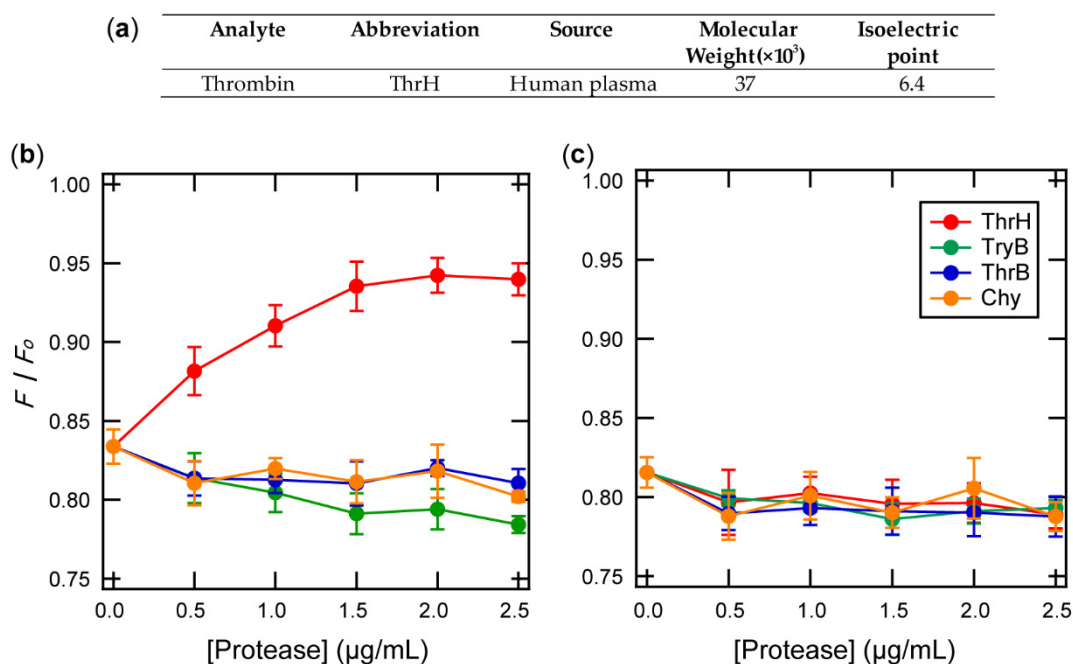 (a)
Analyte Abbreviation Source Molecular Weight(×10³) Isoelectric point
Thrombin ThrH Human plasma 37 6.4
(b)
1.00
0.95
0.90
0.85
0.80
0.75
F / Fo
0.0 0.5 1.0 1.5 2.0 2.5
[Protease] (µg/mL)
(c)
1.00
0.95
0.90
0.85
0.80
0.75
ThrH
TryB
ThrB
Chy
0.0 0.5 1.0 1.5 2.0 2.5
[Protease] (µg/mL)